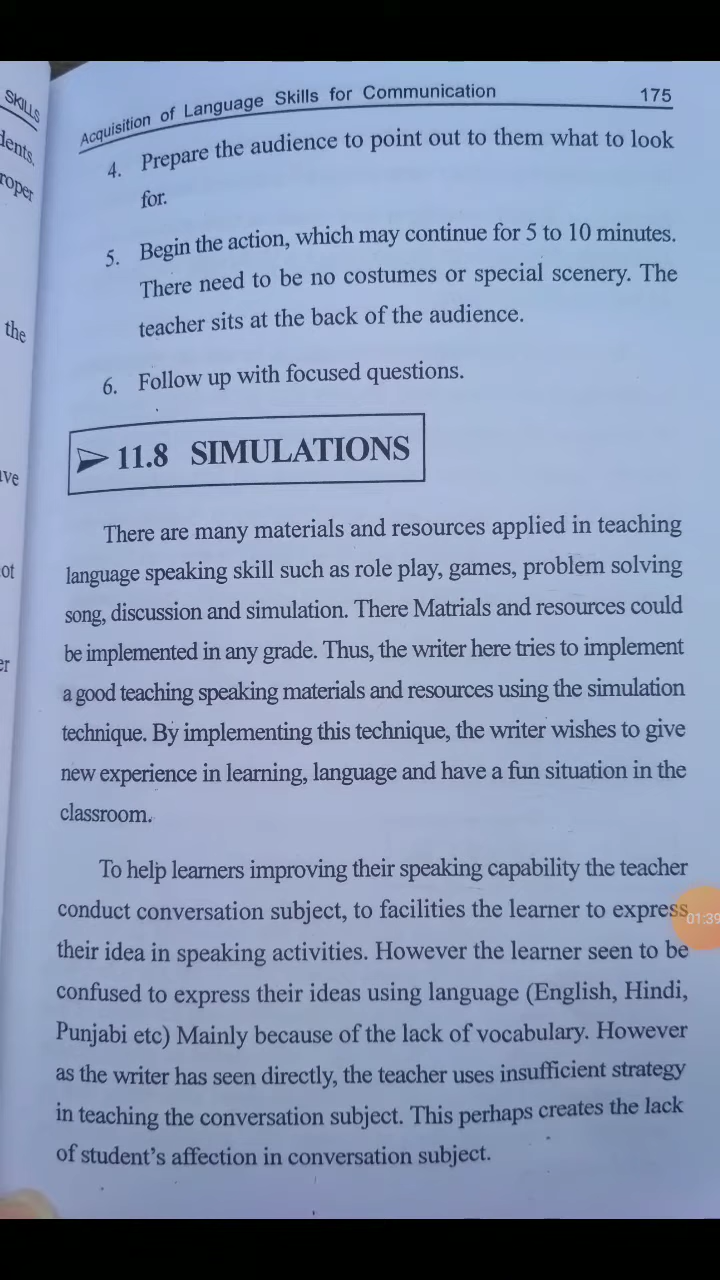 SKILLS
dents.
roper
the
ive
ot
er
Acquisition of Language Skills for Communication 175
4. Prepare the audience to point out to them what to look
for.
5. Begin the action, which may continue for 5 to 10 minutes.
There need to be no costumes or special scenery. The
teacher sits at the back of the audience.
6. Follow up with focused questions.
11.8 SIMULATIONS
There are many materials and resources applied in teaching
language speaking skill such as role play, games, problem solving
song, discussion and simulation. There Matrials and resources could
be implemented in any grade. Thus, the writer here tries to implement
a good teaching speaking materials and resources using the simulation
technique. By implementing this technique, the writer wishes to give
new experience in learning, language and have a fun situation in the
classroom.
To help learners improving their speaking capability the teacher
conduct conversation subject, to facilities the learner to express
their idea in speaking activities. However the learner seen to be
confused to express their ideas using language (English, Hindi,
Punjabi etc) Mainly because of the lack of vocabulary. However
as the writer has seen directly, the teacher uses insufficient strategy
in teaching the conversation subject. This perhaps creates the lack
of student's affection in conversation subject.
01:39